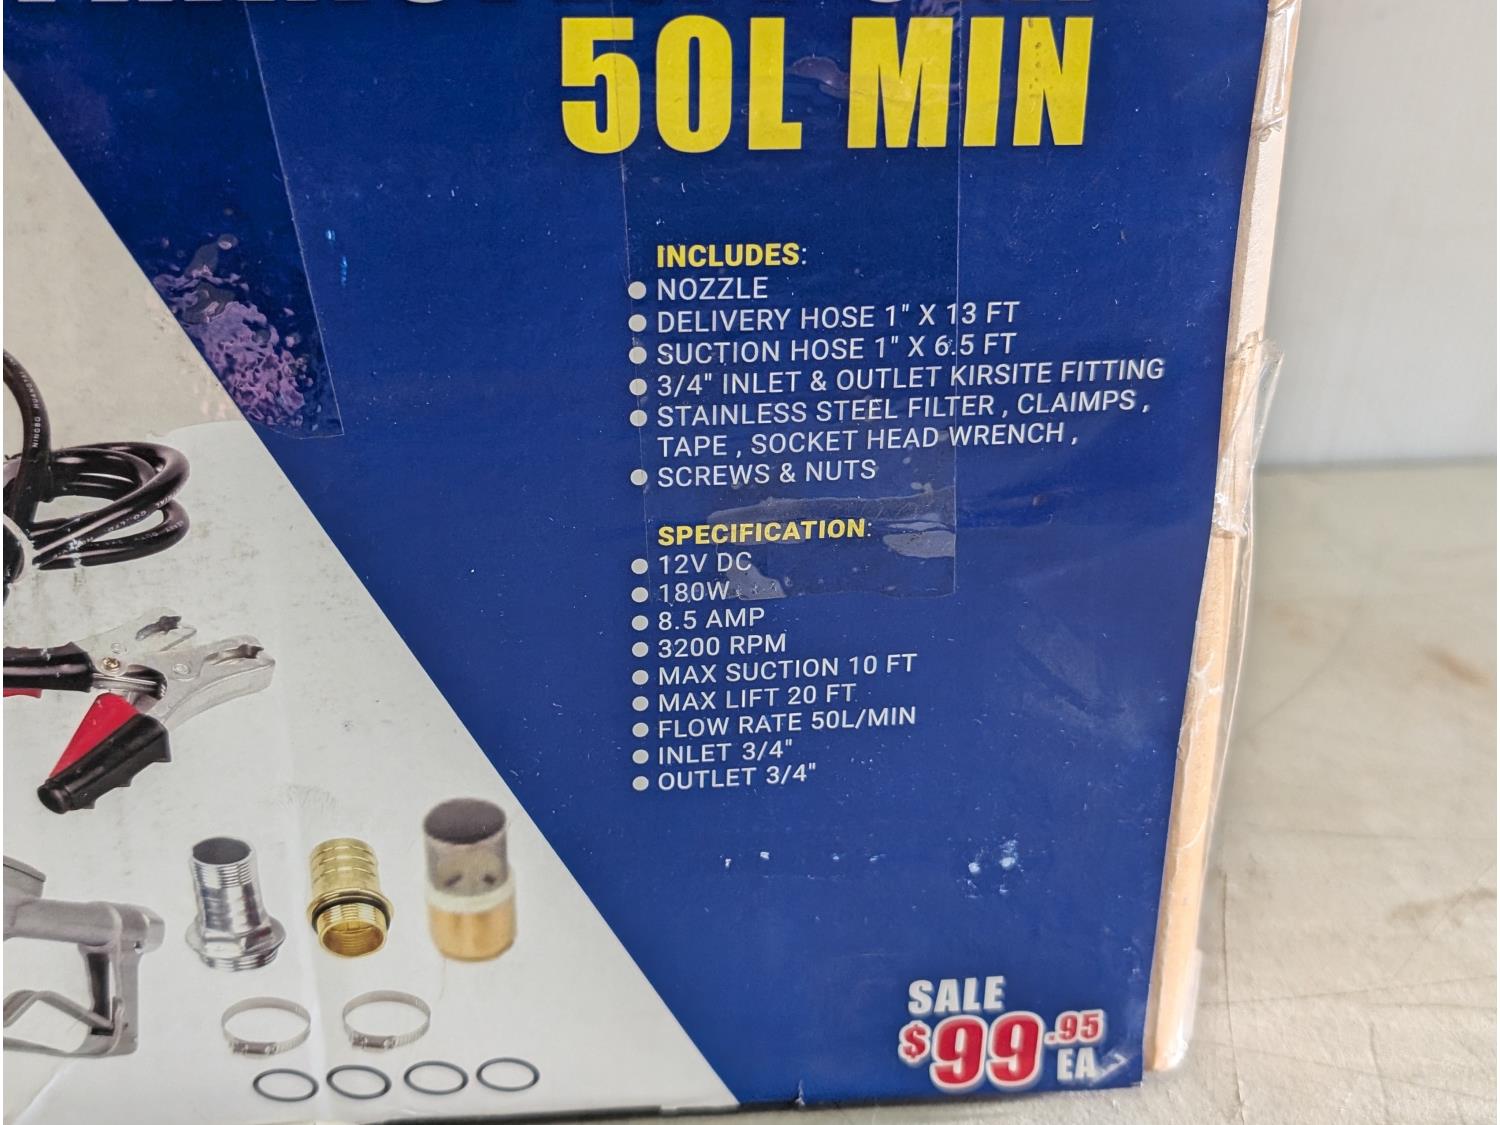 50L MIN
INCLUDES:
NOZZLE
DELIVERY HOSE 1" X 13 FT
SUCTION HOSE 1" X 6.5 FT
3/4" INLET & OUTLET KIRSITE FITTING
STAINLESS STEEL FILTER , CLAIMPS ,
TAPE , SOCKET HEAD WRENCH ,
SCREWS & NUTS
SPECIFICATION:
12V DC
180W
8.5 AMP
3200 RPM
MAX SUCTION 10 FT
MAX LIFT 20 FT
FLOW RATE 50L/MIN
INLET 3/4"
OUTLET 3/4"
SALE
$99.95
EA